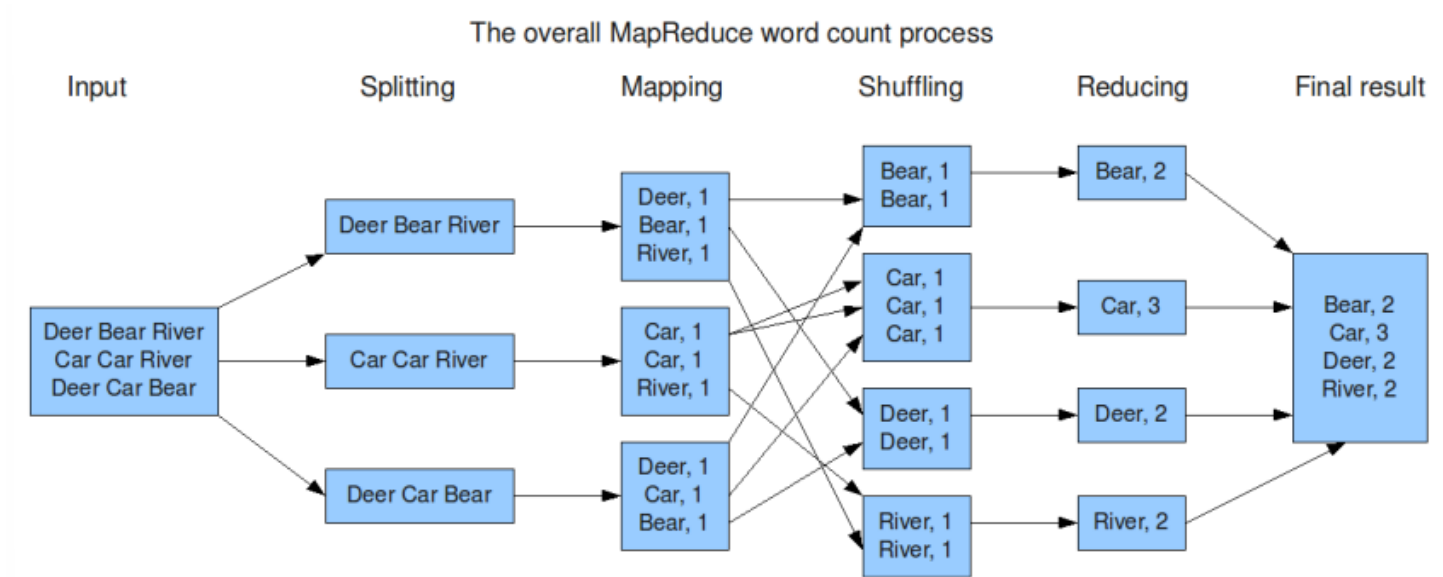 The overall MapReduce word count process
Input
Splitting
Mapping
Shuffling
Reducing
Final result
Deer Bear River
Car Car River
Deer Car Bear
Deer Bear River
Car Car River
Deer Car Bear
Deer, 1
Bear, 1
River, 1
Car, 1
Car, 1
River, 1
Deer, 1
Car, 1
Bear, 1
Bear, 1
Bear, 1
Car, 1
Car, 1
Car, 1
Deer, 1
Deer, 1
River, 1
River, 1
Bear, 2
Car, 3
Deer, 2
River, 2
Bear, 2
Car, 3
Deer, 2
River, 2